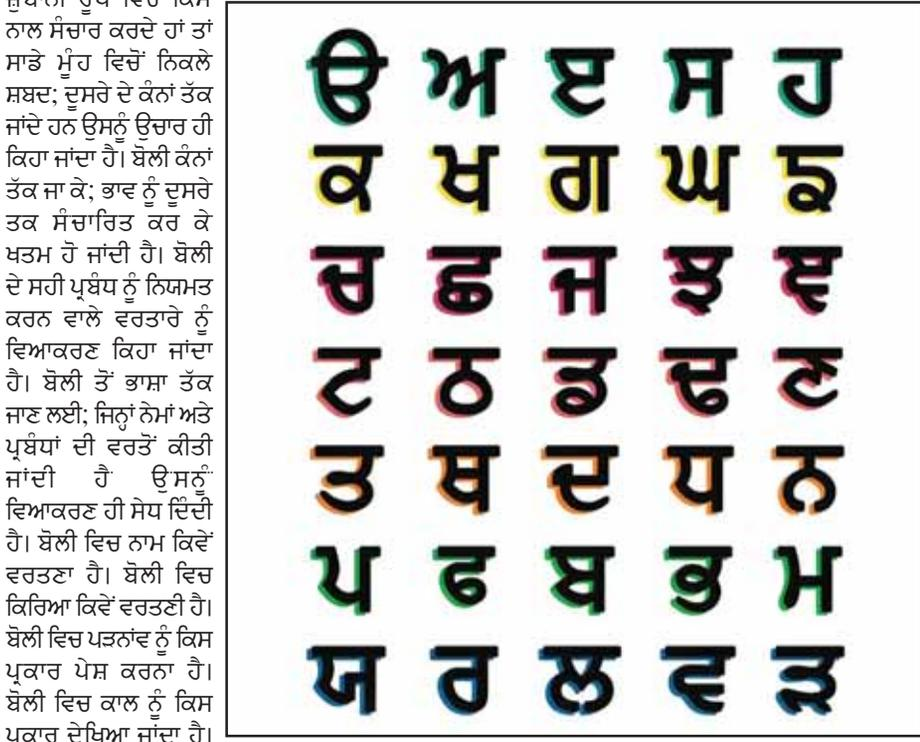 ਜ਼ੁਬਾਨੀ ਰੂਪ ਵਿਚ ਕਿਸੇ
ਨਾਲ ਸੰਚਾਰ ਕਰਦੇ ਹਾਂ ਤਾਂ
ਸਾਡੇ ਮੂੰਹ ਵਿਚੋਂ ਨਿਕਲੇ
ਸ਼ਬਦ; ਦੂਸਰੇ ਦੇ ਕੰਨਾਂ ਤੱਕ
ਜਾਂਦੇ ਹਨ ਉਸਨੂੰ ਉਚਾਰ ਹੀ
ਕਿਹਾ ਜਾਂਦਾ ਹੈ। ਬੋਲੀ ਕੰਨਾਂ
ਤੱਕ ਜਾ ਕੇ; ਭਾਵ ਨੂੰ ਦੂਸਰੇ
ਤਕ ਸੰਚਾਰਿਤ ਕਰ ਕੇ
ਖਤਮ ਹੋ ਜਾਂਦੀ ਹੈ। ਬੋਲੀ
ਦੇ ਸਹੀ ਪ੍ਰਬੰਧ ਨੂੰ ਨਿਯਮਤ
ਕਰਨ ਵਾਲੇ ਵਰਤਾਰੇ ਨੂੰ
ਵਿਆਕਰਣ ਕਿਹਾ ਜਾਂਦਾ
ਹੈ। ਬੋਲੀ ਤੋਂ ਭਾਸ਼ਾ ਤੱਕ
ਜਾਣ ਲਈ; ਜਿਨ੍ਹਾਂ ਨੇਮਾਂ ਅਤੇ
ਪ੍ਰਬੰਧਾਂ ਦੀ ਵਰਤੋਂ ਕੀਤੀ
ਜਾਂਦੀ ਹੈ ਉਸਨੂੰ
ਵਿਆਕਰਣ ਹੀ ਸੇਧ ਦਿੰਦੀ
ਹੈ। ਬੋਲੀ ਵਿਚ ਨਾਮ ਕਿਵੇਂ
ਵਰਤਣਾ ਹੈ। ਬੋਲੀ ਵਿਚ
ਕਿਰਿਆ ਕਿਵੇਂ ਵਰਤਣੀ ਹੈ।
ਬੋਲੀ ਵਿਚ ਪੜਨਾਂਵ ਨੂੰ ਕਿਸ
ਪ੍ਰਕਾਰ ਪੇਸ਼ ਕਰਨਾ ਹੈ।
ਬੋਲੀ ਵਿਚ ਕਾਲ ਨੂੰ ਕਿਸ
ਪ੍ਰਕਾਰ ਦੇਖਿਆ ਜਾਂਦਾ ਹੈ।
ੳ ਅ ੲ ਸ ਹ
ਕ ਖ ਗ ਘ ਙ
ਚ ਛ ਜ ਝ ਞ
ਟ ਠ ਡ ਢ ਣ
ਤ ਥ ਦ ਧ ਨ
ਪ ਫ ਬ ਭ ਮ
ਯ ਰ ਲ ਵ ੜ